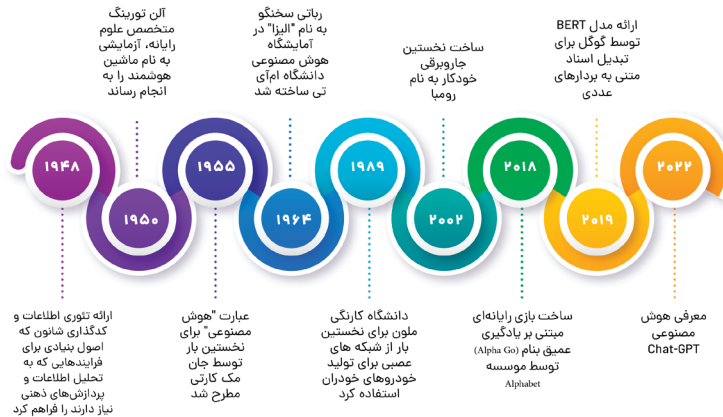 آلن تورینگ
متخصص علوم
رایانه، آزمایشی
به نام ماشین
هوشمند را به
انجام رساند
رباتی سخنگو
به نام "الیزا" در
آمایشگاه
هوش مصنوعی
دانشگاه ام‌آی
تی ساخته شد
ساخت نخستین
جاروبرقی
خودکار به نام
رومبا
ارائه مدل BERT
توسط گوگل برای
تبدیل اسناد
متنی به بردارهای
عددی
۱۹۴۸
۱۹۵۰
۱۹۵۵
۱۹۶۴
۱۹۸۹
۲۰۰۲
۲۰۱۸
۲۰۱۹
۲۰۲۲
ارائه تئوری اطلاعات و
کدگذاری شانون که
اصول بنیادی برای
فرایندهایی که به
تحلیل اطلاعات و
پردازش‌های ذهنی
نیاز دارند را فراهم کرد
عبارت "هوش
مصنوعی" برای
نخستین بار
توسط جان
مک کارتی
مطرح شد
دانشگاه کارنگی
ملون برای نخستین
بار از شبکه های
عصبی برای تولید
خودروهای خودران
استفاده کرد
ساخت بازی رایانه‌ای
مبتنی بر یادگیری
عمیق بنام (Alpha Go)
توسط موسسه
Alphabet
معرفی هوش
مصنوعی
Chat-GPT